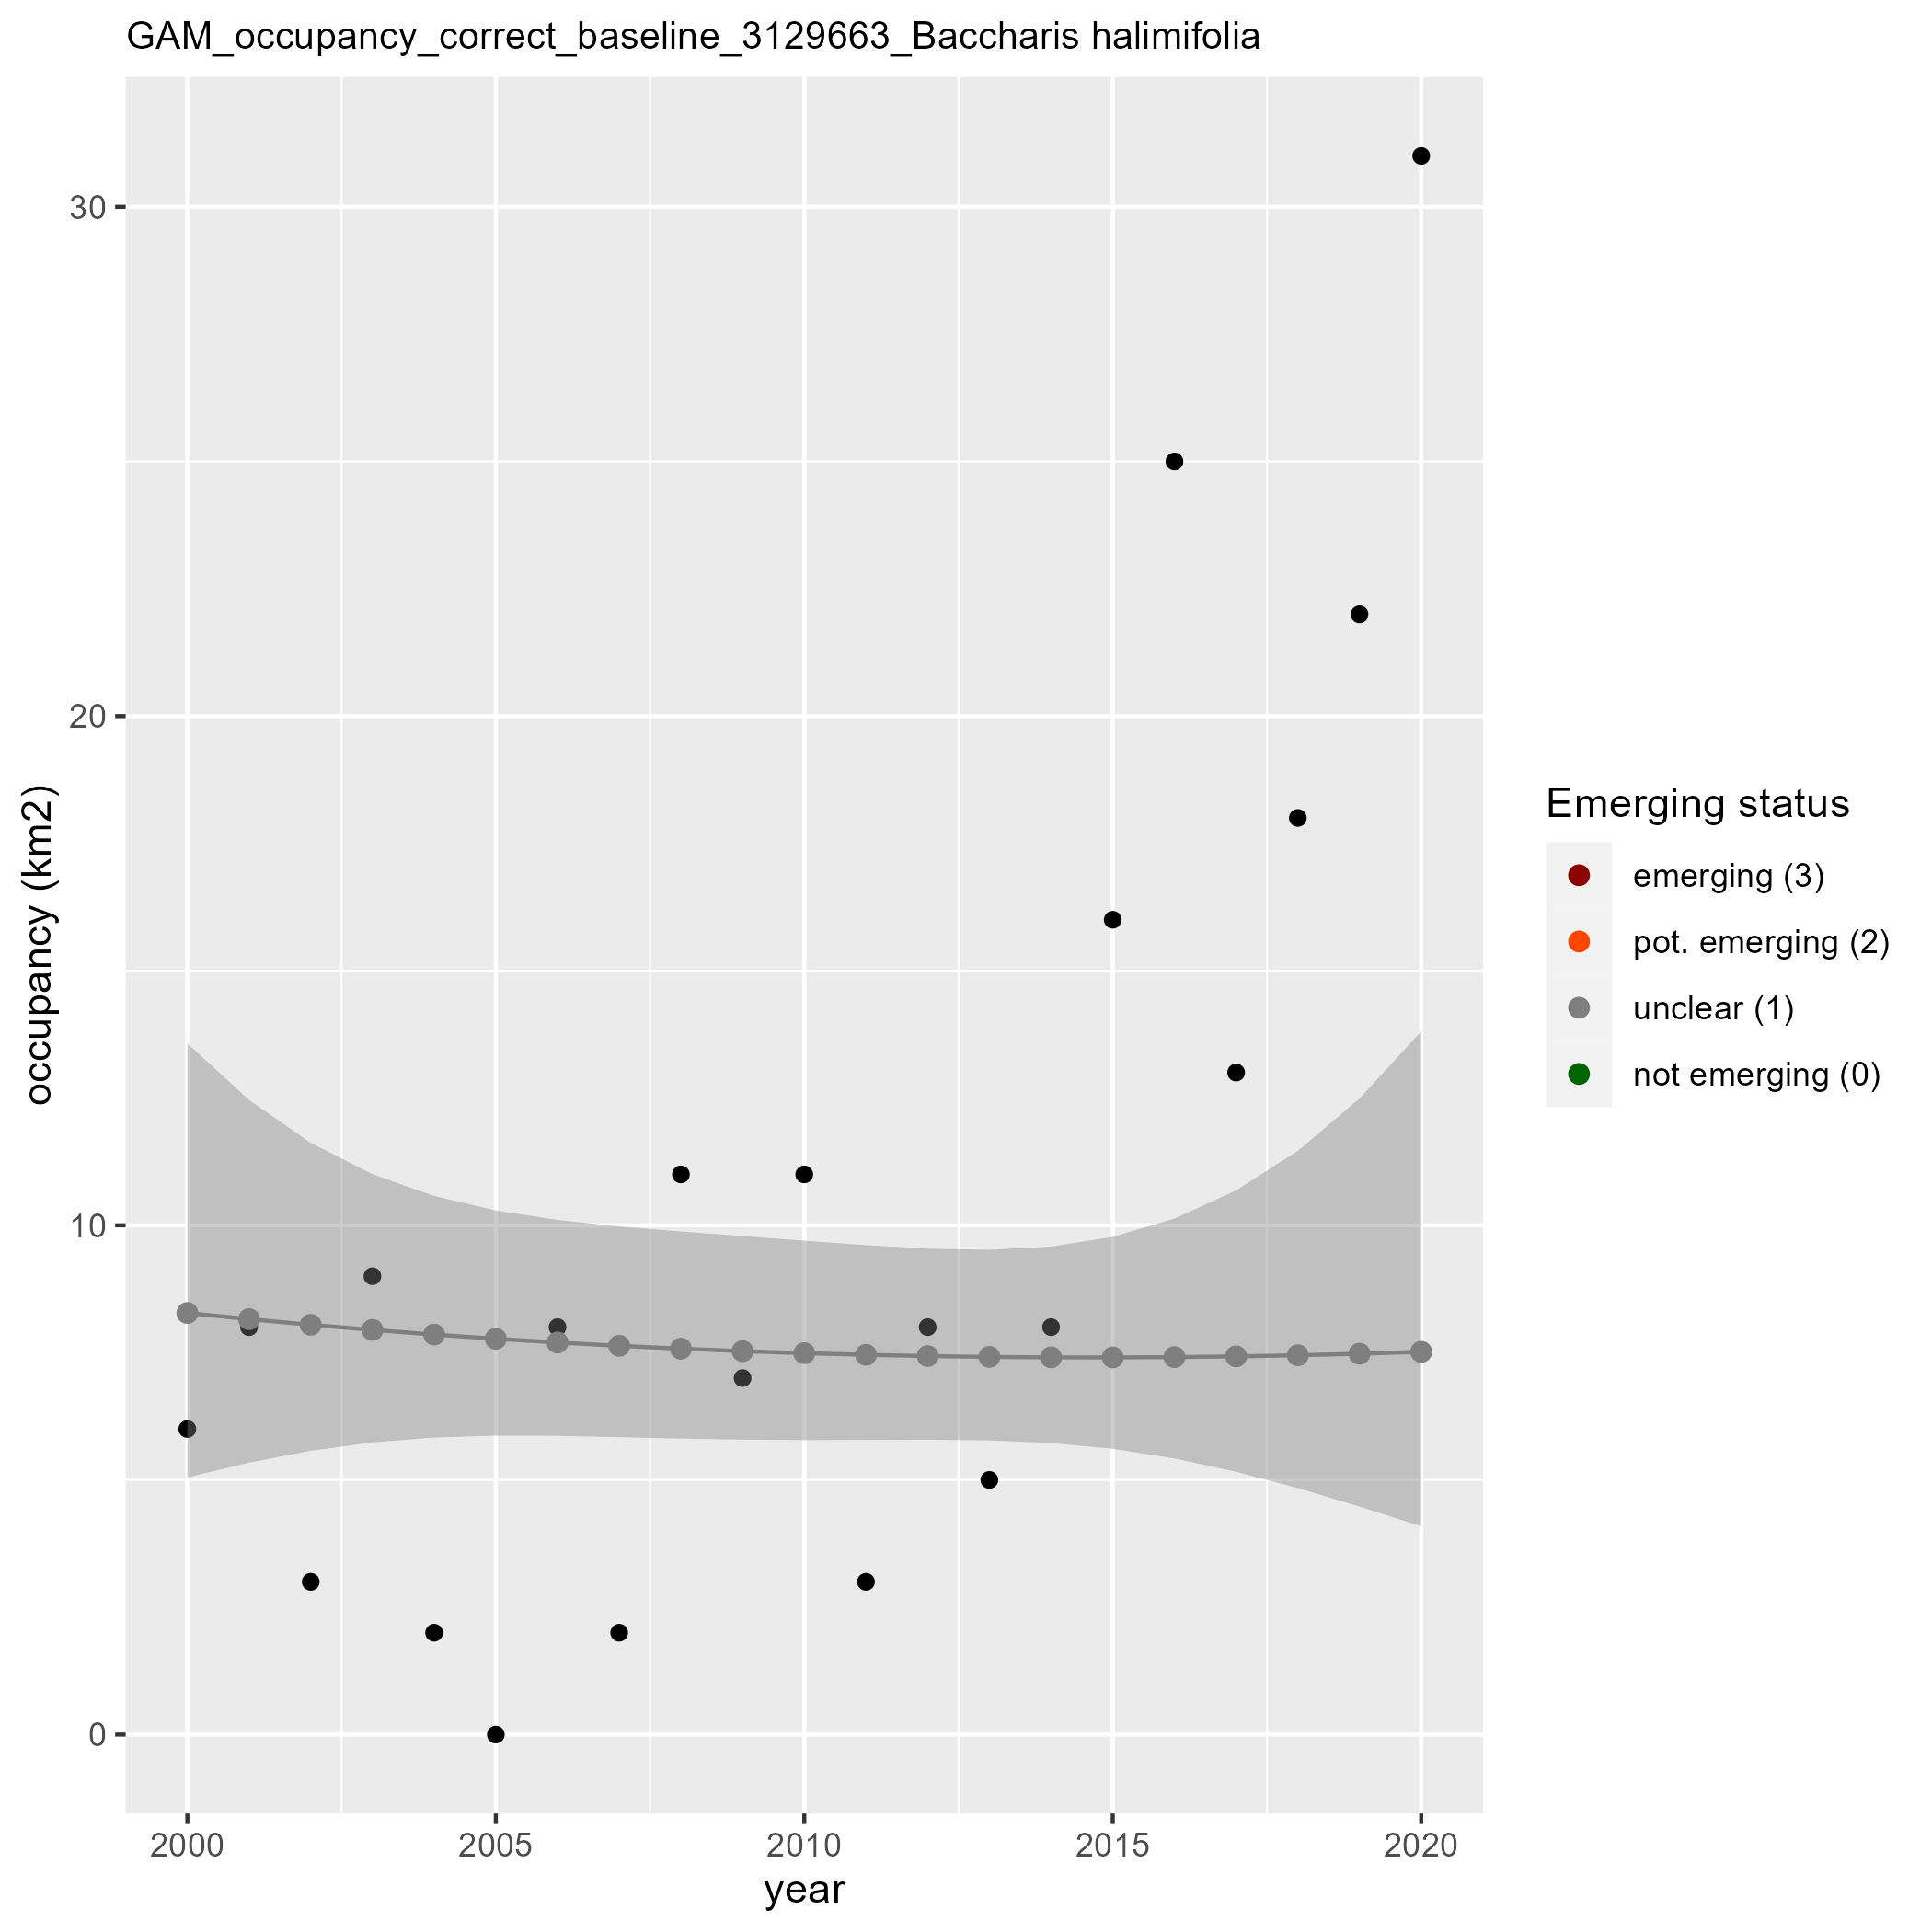 GAM_occupancy_correct_baseline_3129663_Baccharis halimifolia
30
20
10
0
occupancy (km2)
2000 2005 2010 2015 2020
year
Emerging status
emerging (3)
pot. emerging (2)
unclear (1)
not emerging (0)